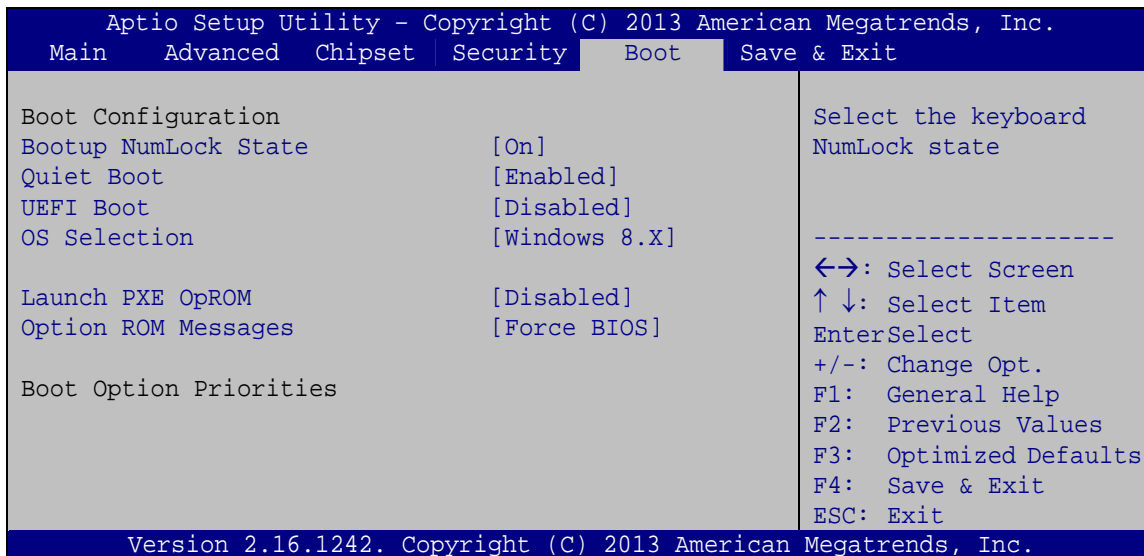 Aptio Setup Utility – Copyright (C) 2013 American Megatrends, Inc.
Main Advanced Chipset Security Boot Save & Exit
Boot Configuration
Bootup NumLock State [On]
Quiet Boot [Enabled]
UEFI Boot [Disabled]
OS Selection [Windows 8.X]
Launch PXE OpROM [Disabled]
Option ROM Messages [Force BIOS]
Boot Option Priorities
Select the keyboard
NumLock state
---------------------
←→: Select Screen
↑ ↓: Select Item
EnterSelect
+/-: Change Opt.
F1: General Help
F2: Previous Values
F3: Optimized Defaults
F4: Save & Exit
ESC: Exit
Version 2.16.1242. Copyright (C) 2013 American Megatrends, Inc.